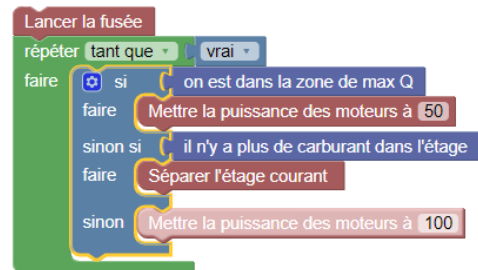 Lancer la fusée
répéter tant que vrai
faire si on est dans la zone de max Q
faire Mettre la puissance des moteurs à 50
sinon si il n'y a plus de carburant dans l'étage
faire Séparer l'étage courant
sinon Mettre la puissance des moteurs à 100